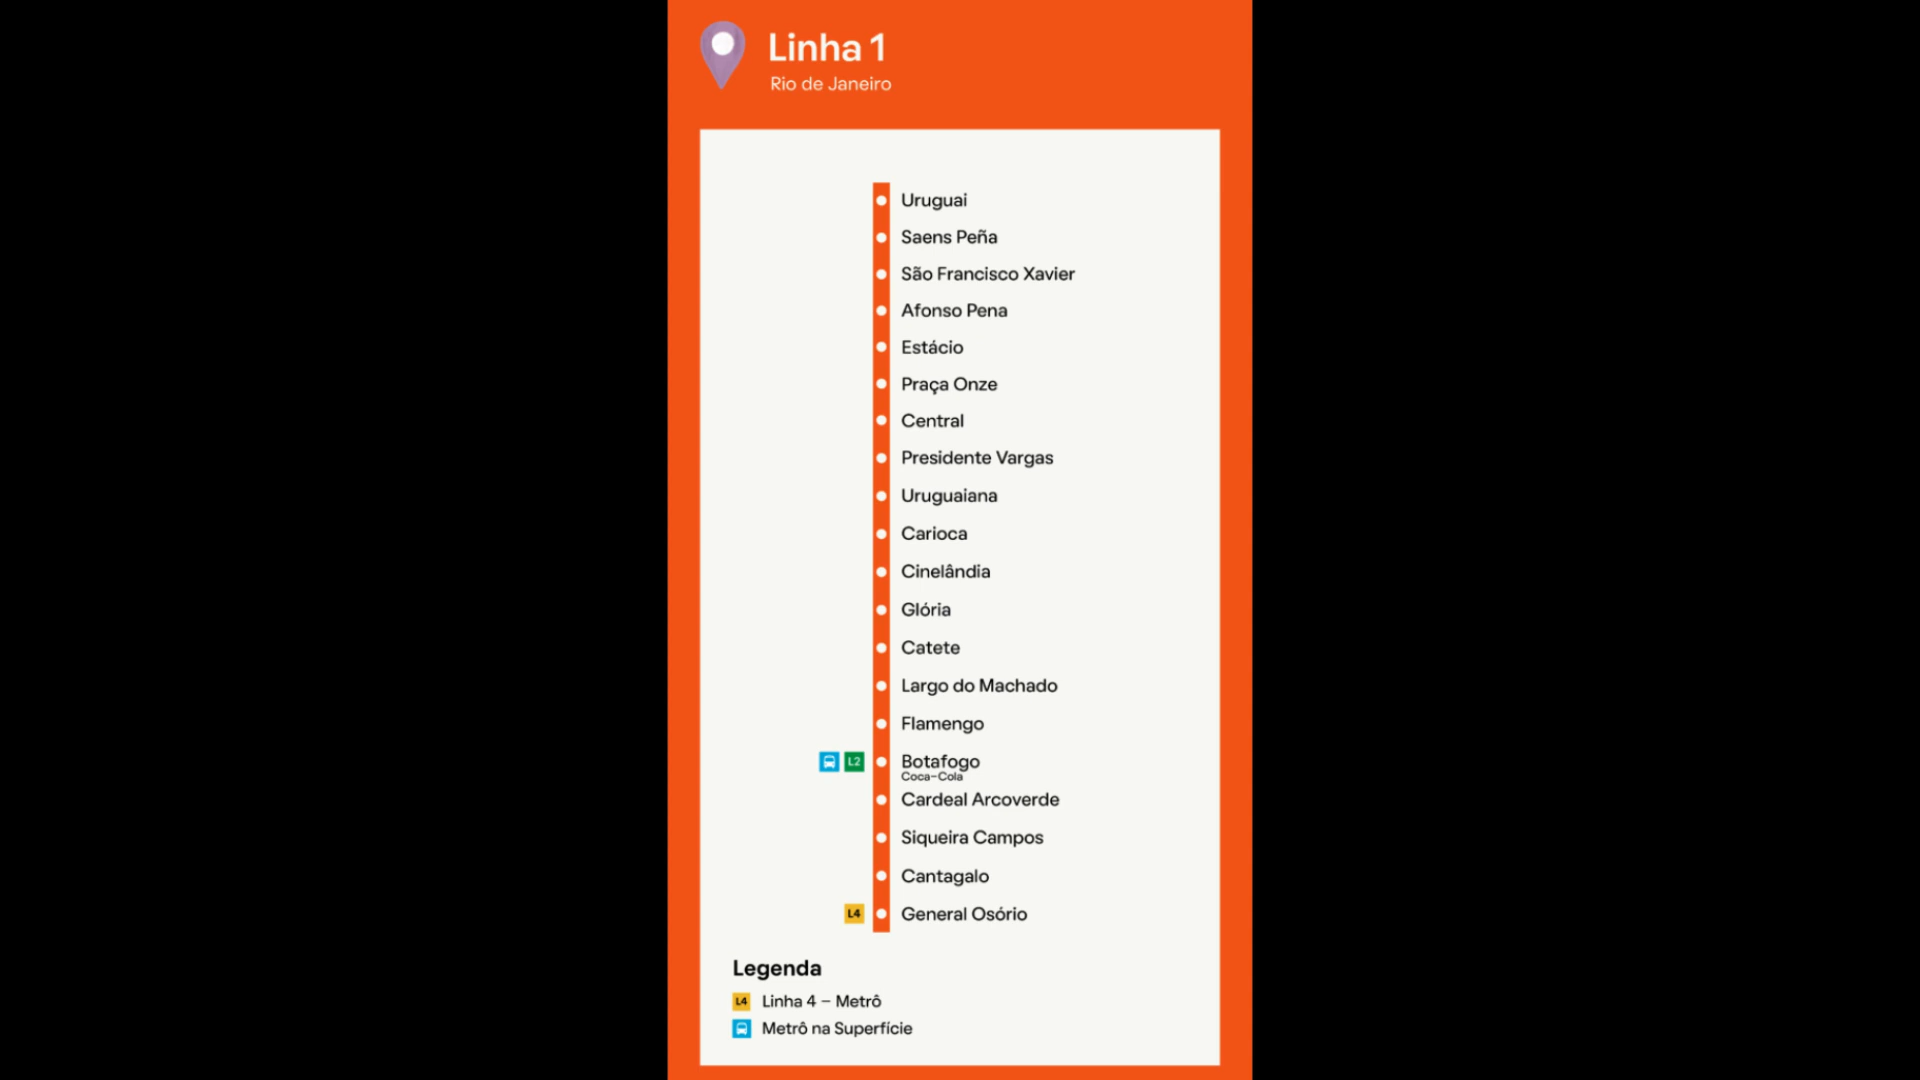 Linha 1
Rio de Janeiro
Uruguai
Saens Peña
São Francisco Xavier
Afonso Pena
Estácio
Praça Onze
Central
Presidente Vargas
Uruguaiana
Carioca
Cinelândia
Glória
Catete
Largo do Machado
Flamengo
L2 Botafogo
Coca-Cola
Cardeal Arcoverde
Siqueira Campos
Cantagalo
L4 General Osório
Legenda
L4 Linha 4 – Metrô
Metrô na Superfície